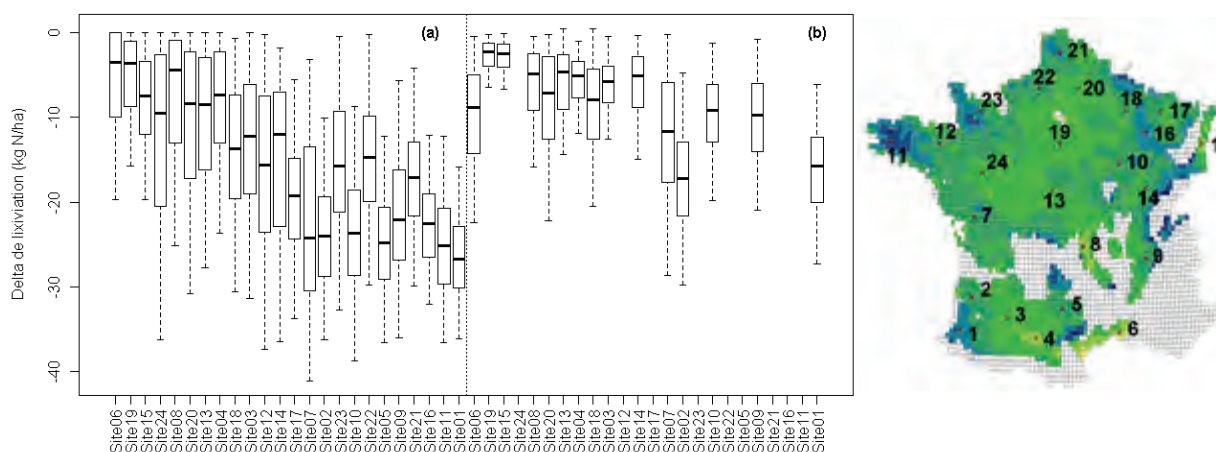 Delta de lixiviation (kg N/ha)
0
-10
-20
-30
-40
(a)
(b)
Site06
Site19
Site15
Site24
Site08
Site20
Site13
Site04
Site18
Site03
Site12
Site14
Site17
Site07
Site02
Site23
Site10
Site22
Site05
Site09
Site21
Site16
Site11
Site01
Site06
Site19
Site15
Site24
Site08
Site20
Site13
Site04
Site18
Site03
Site12
Site14
Site17
Site07
Site02
Site23
Site10
Site22
Site05
Site09
Site21
Site16
Site11
Site01
21
22
20
18
17
23
19
16
12
11
10
24
14
13
7
8
9
2
5
3
6
1
4